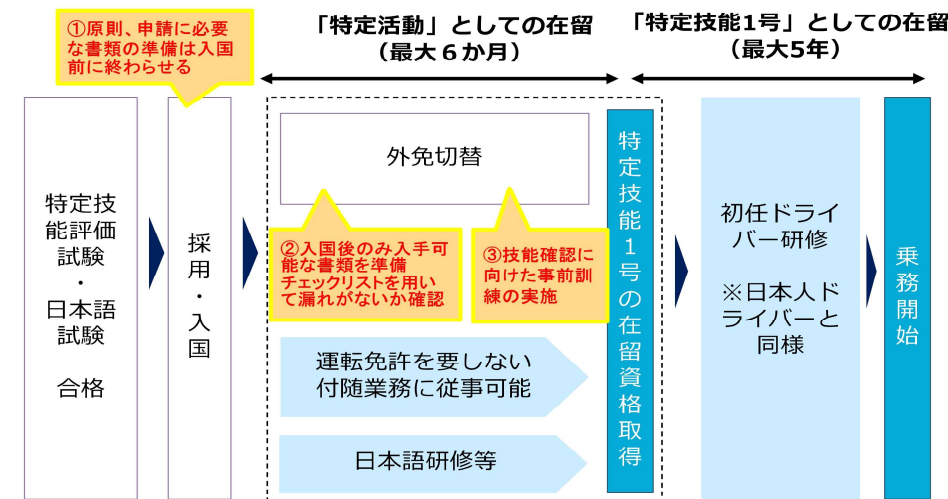 ①原則、申請に必要
な書類の準備は入国
前に終わらせる
「特定活動」としての在留
（最大６か月）
「特定技能1号」としての在留
（最大5年）
特定技
能評価
試験
・
日本語
試験
合格
採用・入国
外免切替
②入国後のみ入手可
能な書類を準備
チェックリストを用い
て漏れがないか確認
③技能確認に
向けた事前訓
練の実施
運転免許を要しない
付随業務に従事可能
日本語研修等
特定技能1号の在留資格取得
初任ドライ
バー研修
※日本人ド
ライバーと
同様
乗務開始